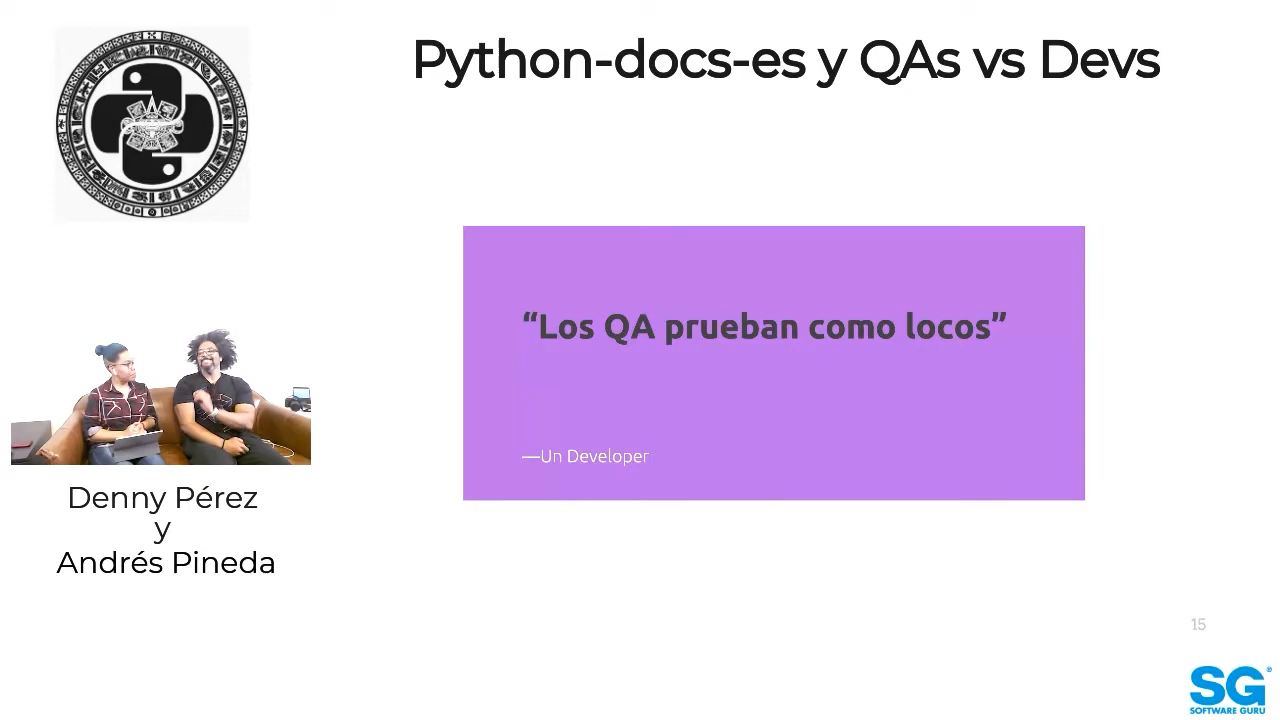 Python-docs-es y QAs vs Devs
“Los QA prueban como locos”
—Un Developer
Denny Pérez
y
Andrés Pineda
15
SG
SOFTWARE GURU